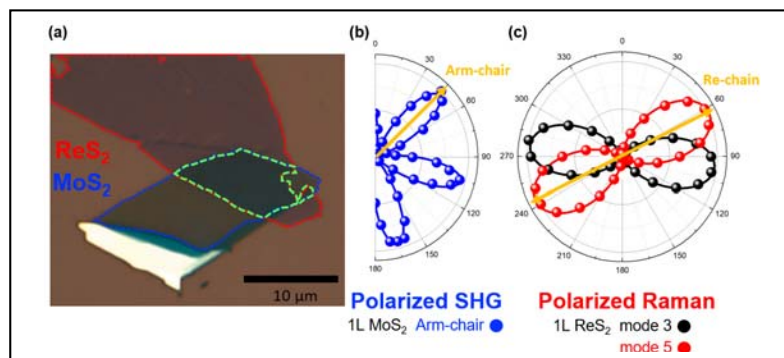 (a)
ReS₂
MoS₂
10 μm
(b)
0
30
60
90
120
150
180
Arm-chair
(c)
0
30
60
90
120
150
180
210
240
270
300
330
Re-chain
Polarized SHG
1L MoS₂ Arm-chair
Polarized Raman
1L ReS₂ mode 3
mode 5